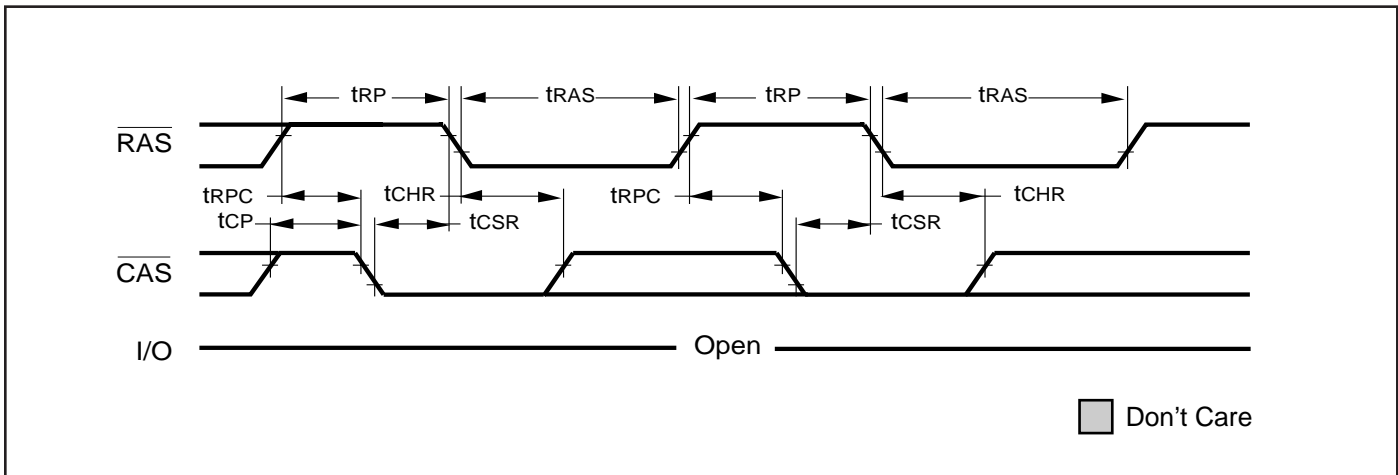 tRP tRAS tRP tRAS
RAS
tRPC tCHR tRPC tCHR
tCP tCSR tCSR
CAS
I/O Open
Don't Care